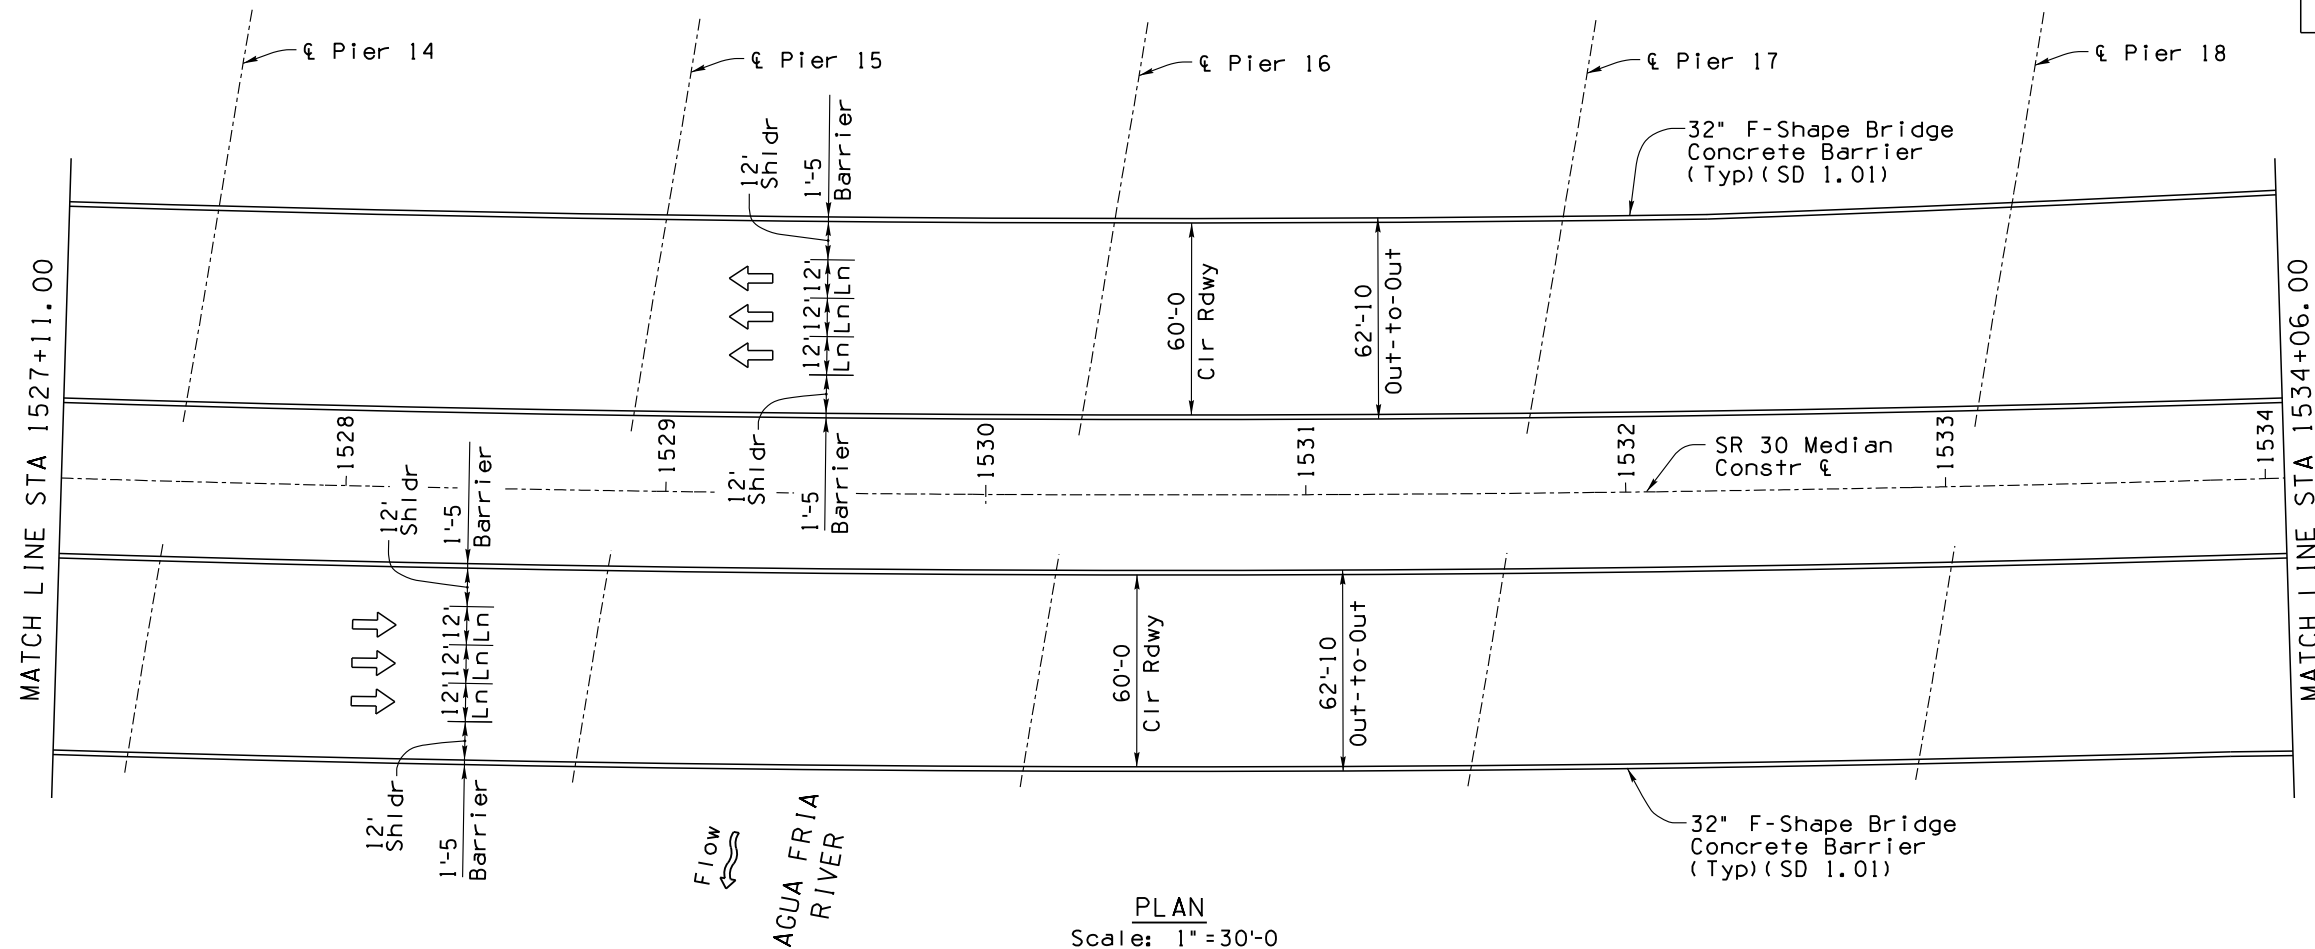 ℄ Pier 14
℄ Pier 15
℄ Pier 16
℄ Pier 17
℄ Pier 18
32" F-Shape Bridge
Concrete Barrier
(Typ)(SD 1.01)
12'
Shldr
1'-5
Barrier
12'
Ln
12'
Ln
12'
Ln
12'
Shldr
1'-5
Barrier
60'-0
Clr Rdwy
62'-10
Out-to-Out
MATCH LINE STA 1527+11.00
MATCH LINE STA 1534+06.00
1528
1529
1530
1531
1532
1533
1534
SR 30 Median
Constr ℄
12'
Shldr
1'-5
Barrier
12'
Ln
12'
Ln
12'
Ln
12'
Shldr
1'-5
Barrier
60'-0
Clr Rdwy
62'-10
Out-to-Out
32" F-Shape Bridge
Concrete Barrier
(Typ)(SD 1.01)
Flow
AGUA FRIA
RIVER
PLAN
Scale: 1"=30'-0